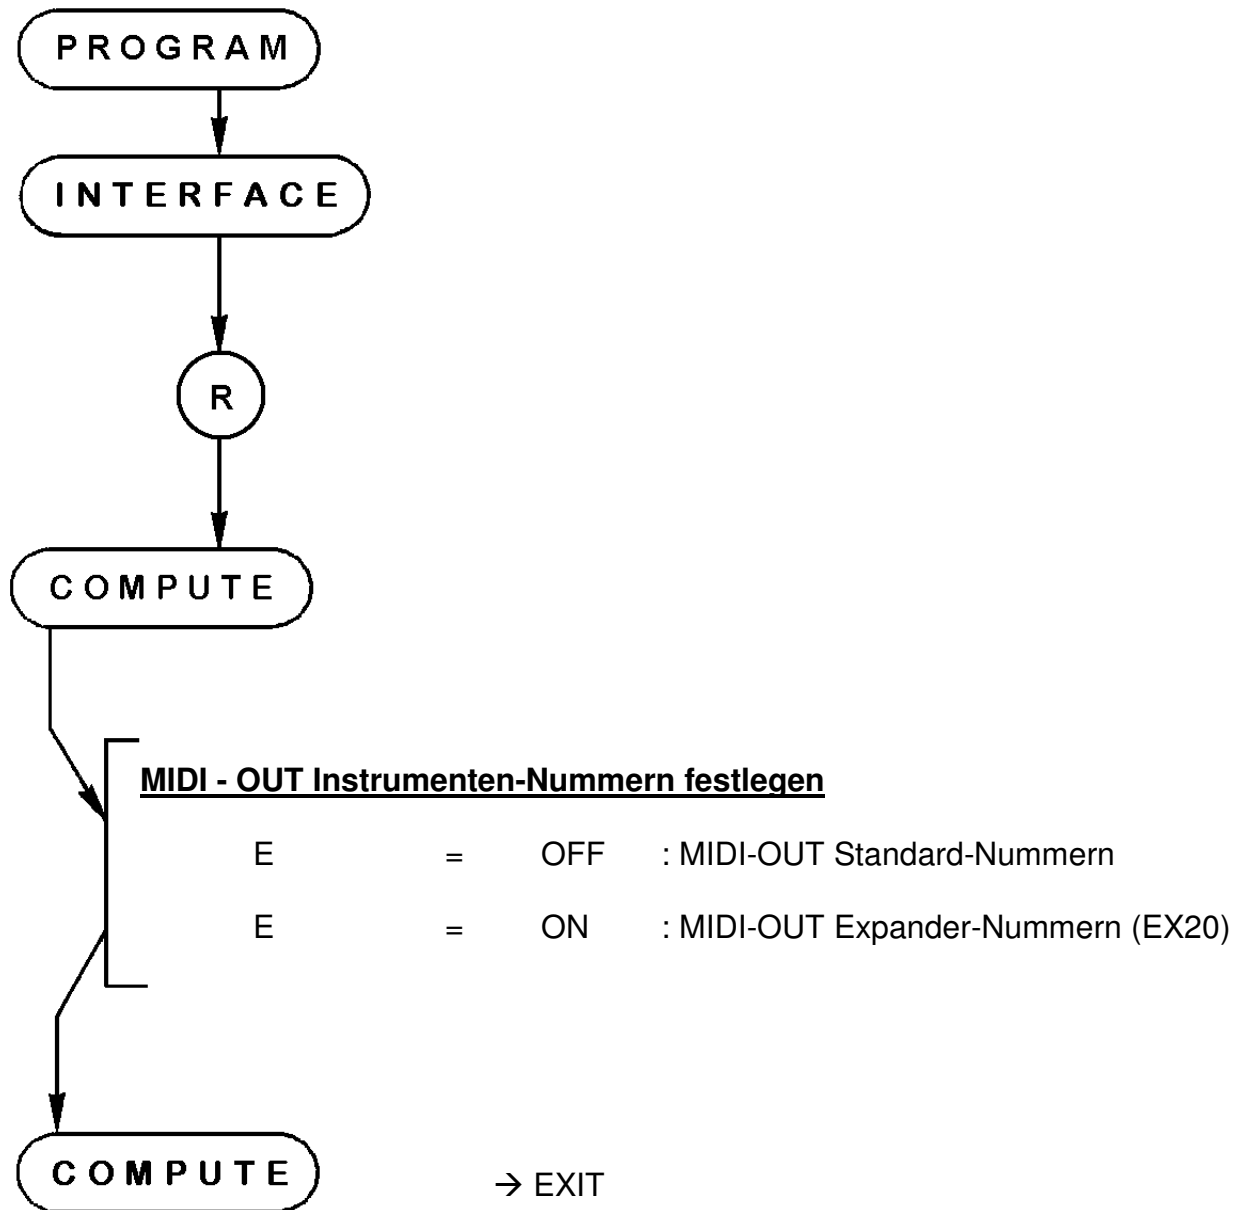 PROGRAM
INTERFACE
R
COMPUTE
MIDI - OUT Instrumenten-Nummern festlegen
E = OFF : MIDI-OUT Standard-Nummern
E = ON : MIDI-OUT Expander-Nummern (EX20)
COMPUTE → EXIT